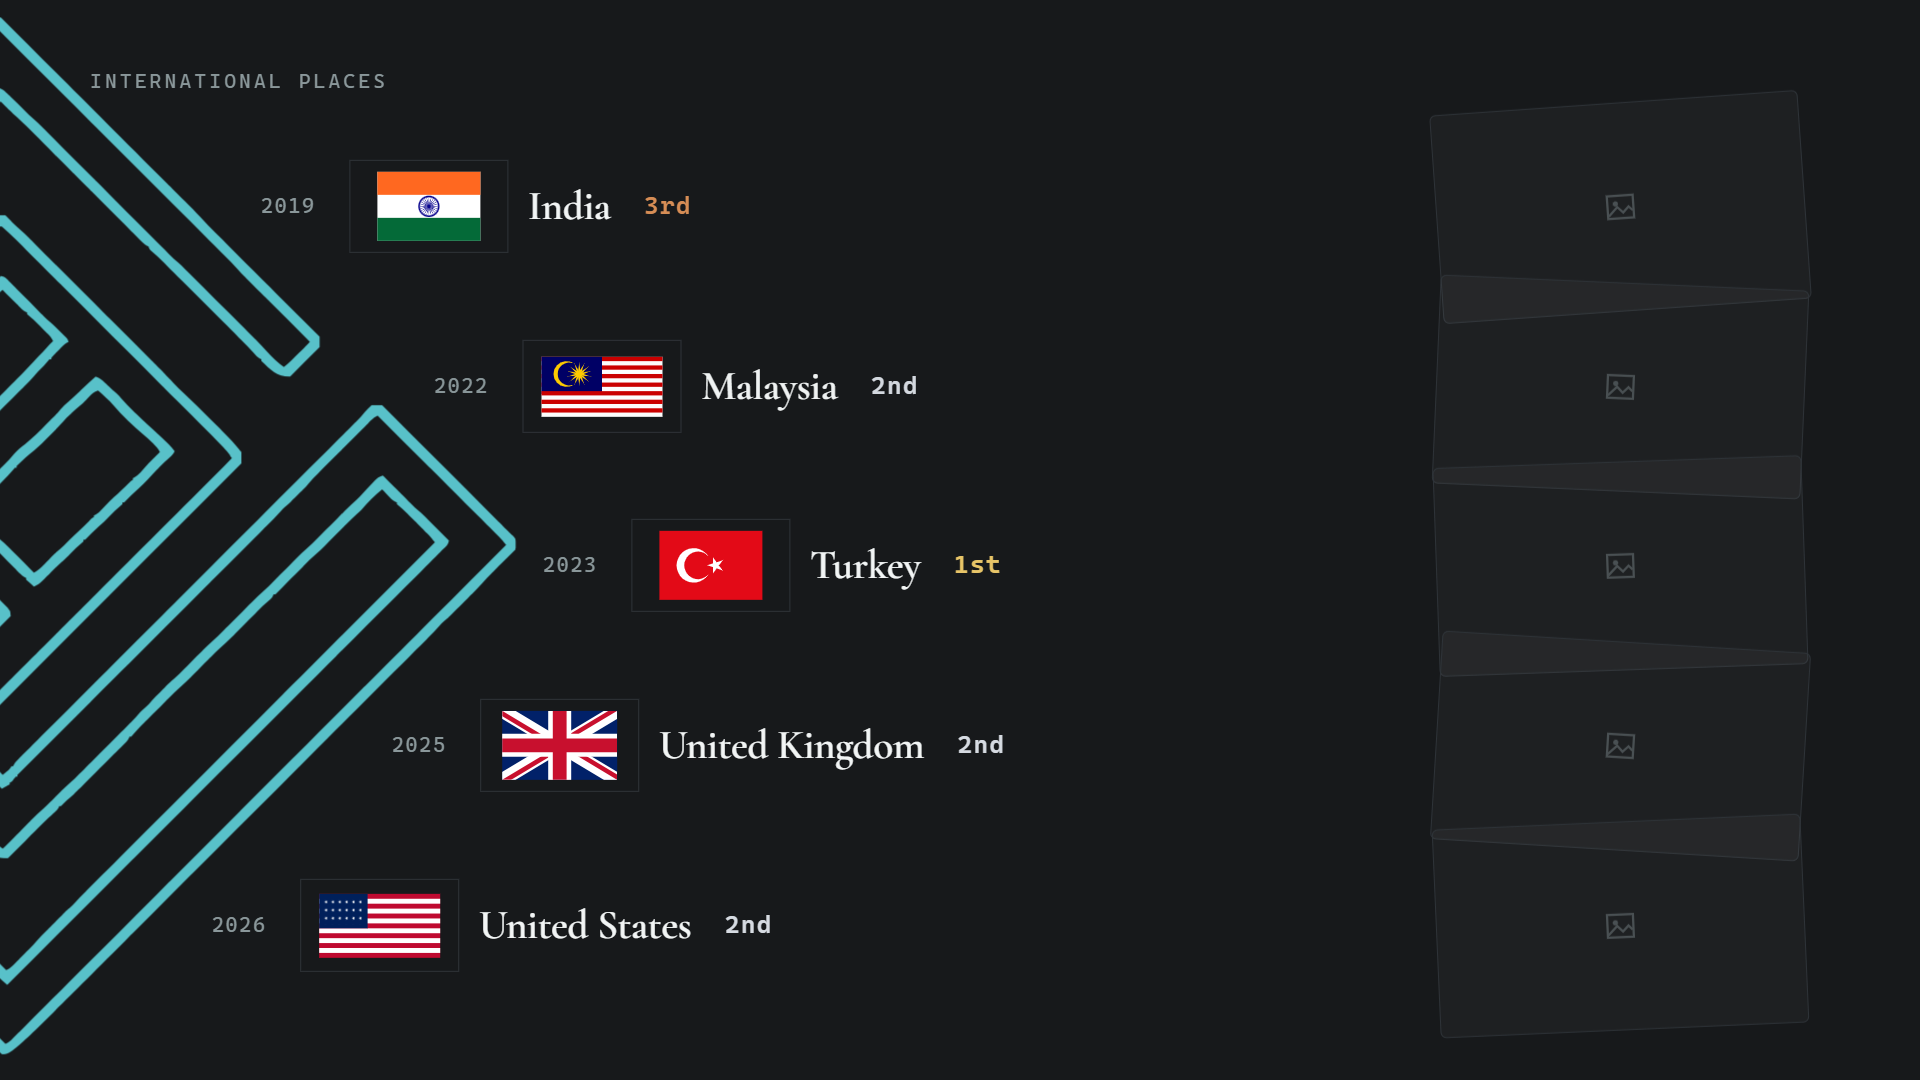 INTERNATIONAL PLACES
2019 India 3rd
2022 Malaysia 2nd
2023 Turkey 1st
2025 United Kingdom 2nd
2026 United States 2nd